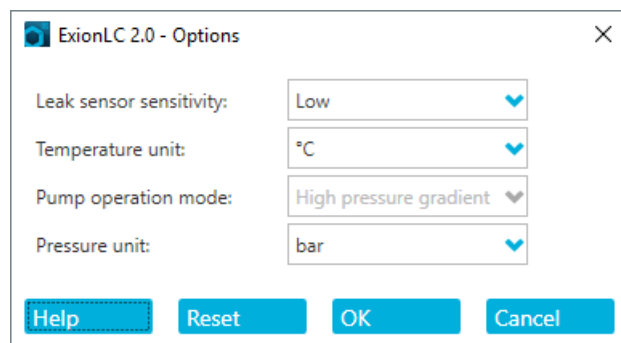 ExionLC 2.0 - Options
Leak sensor sensitivity: Low
Temperature unit: °C
Pump operation mode: High pressure gradient
Pressure unit: bar
Help Reset OK Cancel